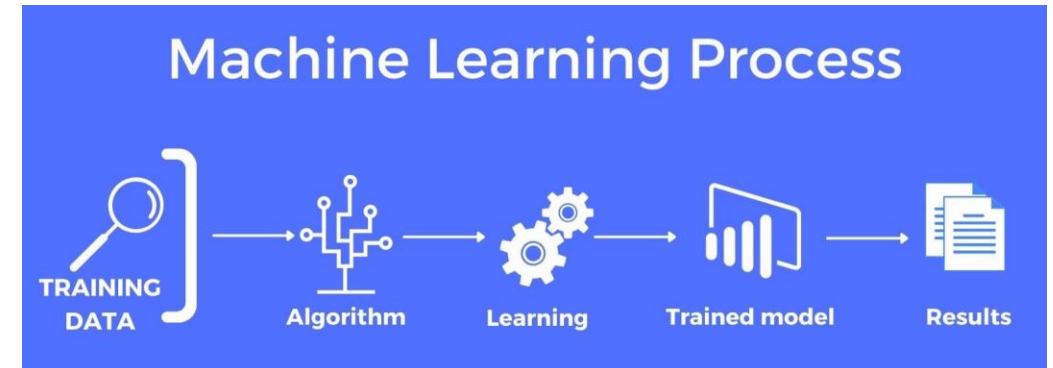 Machine Learning Process
TRAINING
DATA
Algorithm
Learning
Trained model
Results